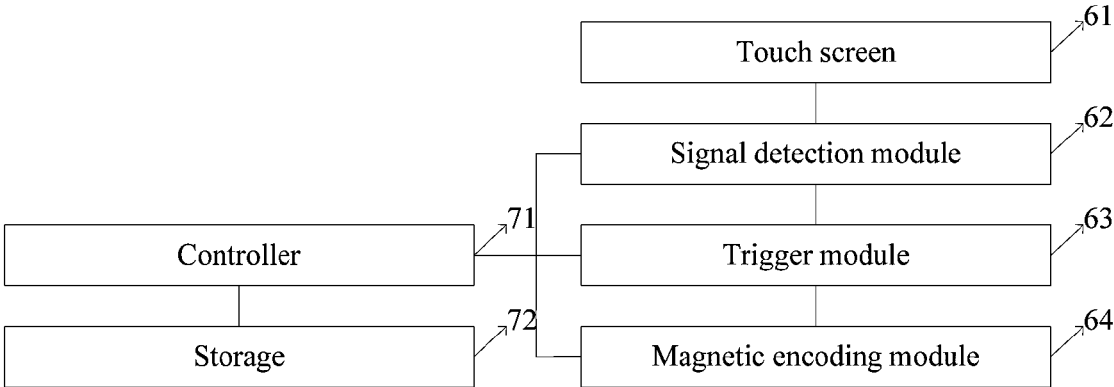 61
Touch screen
62
Signal detection module
71
63
Controller
Trigger module
72
64
Storage
Magnetic encoding module